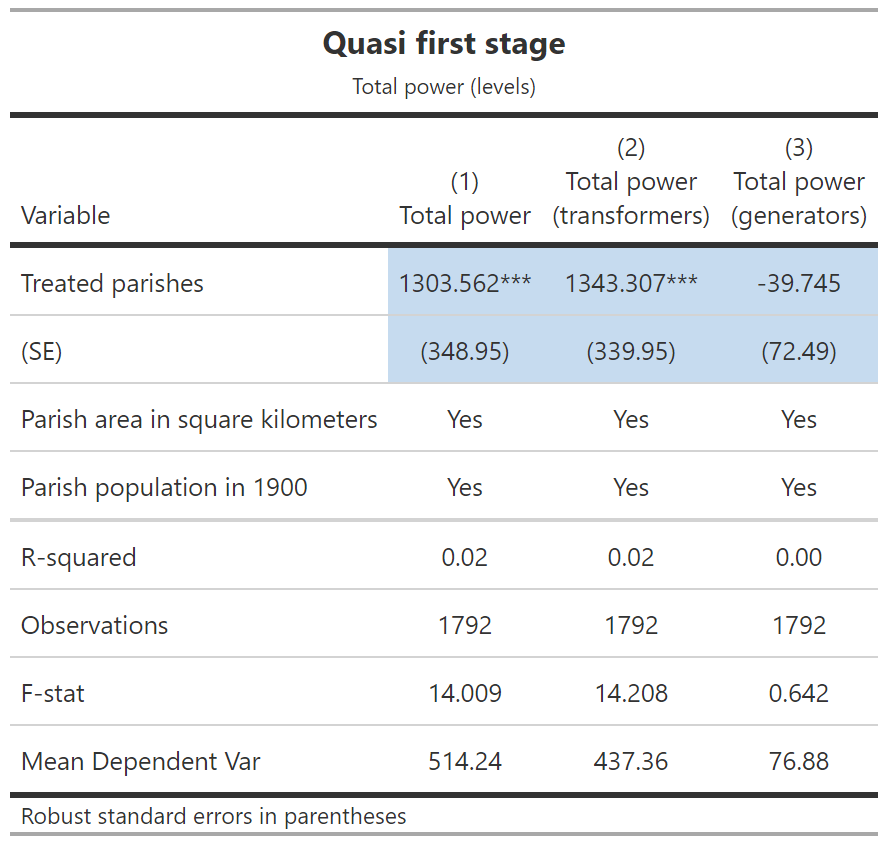 Quasi first stage
Total power (levels)
Variable (1) Total power (2) Total power (transformers) (3) Total power (generators)
Treated parishes 1303.562*** 1343.307*** -39.745
(SE) (348.95) (339.95) (72.49)
Parish area in square kilometers Yes Yes Yes
Parish population in 1900 Yes Yes Yes
R-squared 0.02 0.02 0.00
Observations 1792 1792 1792
F-stat 14.009 14.208 0.642
Mean Dependent Var 514.24 437.36 76.88
Robust standard errors in parentheses